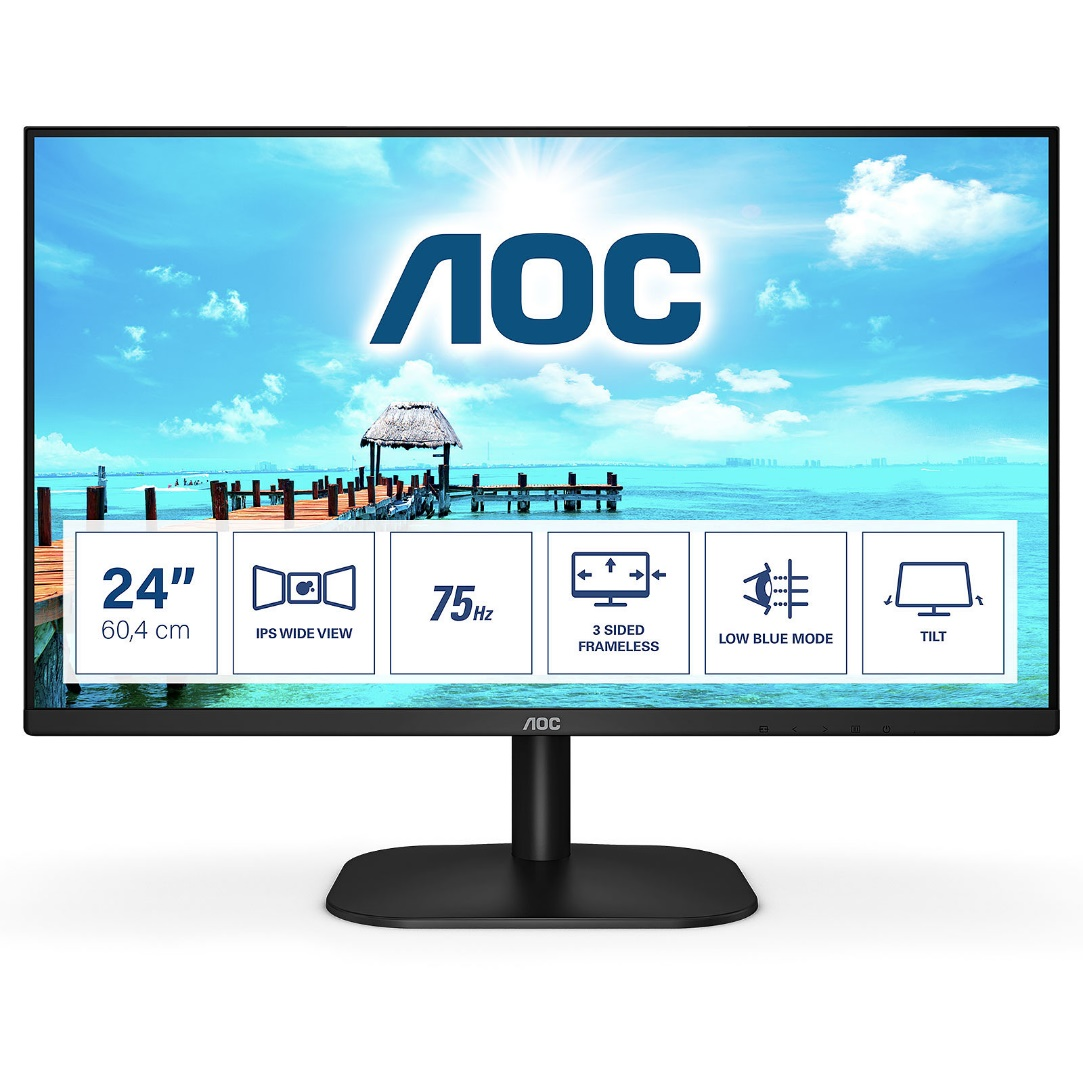 AOC
24"
60,4 cm
IPS WIDE VIEW
75Hz
3 SIDED
FRAMELESS
LOW BLUE MODE
TILT
AOC